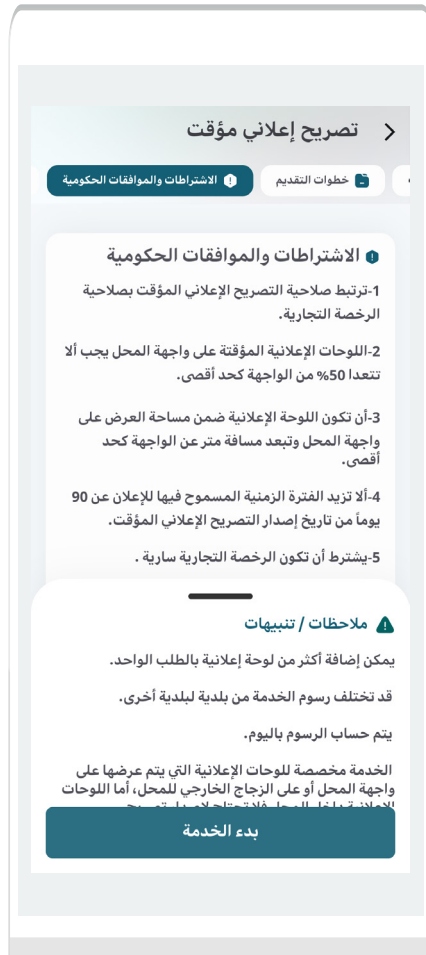 تصريح إعلاني مؤقت
خطوات التقديم
الاشتراطات والموافقات الحكومية
الاشتراطات والموافقات الحكومية
1-ترتبط صلاحية التصريح الإعلاني المؤقت بصلاحية
الرخصة التجارية.
2-اللوحات الإعلانية المؤقتة على واجهة المحل يجب ألا
تتعدا 50% من الواجهة كحد أقصى.
3-أن تكون اللوحة الإعلانية ضمن مساحة العرض على
واجهة المحل وتبعد مسافة متر عن الواجهة كحد
أقصى.
4-ألا تزيد الفترة الزمنية المسموح فيها للإعلان عن 90
يوماً من تاريخ إصدار التصريح الإعلاني المؤقت.
5-يشترط أن تكون الرخصة التجارية سارية .
ملاحظات / تنبيهات
يمكن إضافة أكثر من لوحة إعلانية بالطلب الواحد.
قد تختلف رسوم الخدمة من بلدية لبلدية أخرى.
يتم حساب الرسوم باليوم.
الخدمة مخصصة للوحات الإعلانية التي يتم عرضها على
واجهة المحل أو على الزجاج الخارجي للمحل، أما اللوحات
بدء الخدمة